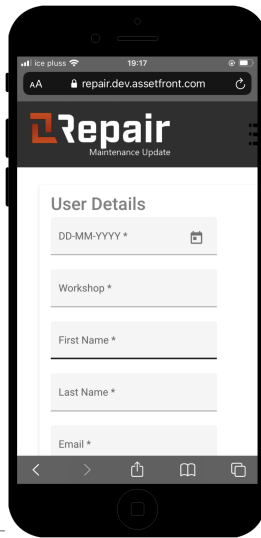 ice pluss 19:17
AA repair.dev.assetfront.com
Repair
Maintenance Update
User Details
DD-MM-YYYY *
Workshop *
First Name *
Last Name *
Email *